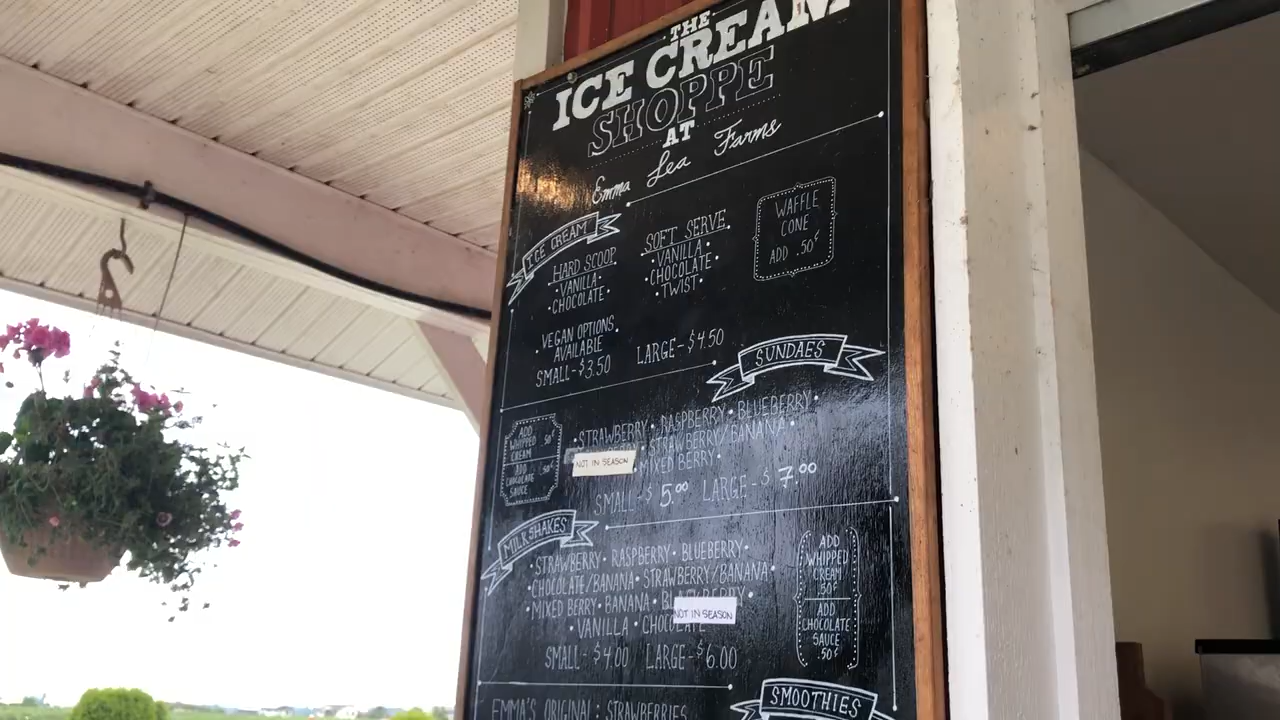 THE
ICE CREAM
SHOPPE
AT
Emma Lea Farms
ICE CREAM
HARD SCOOP
•VANILLA•
•CHOCOLATE•
SOFT SERVE
•VANILLA•
•CHOCOLATE•
•TWIST•
WAFFLE
CONE
ADD .50¢
•VEGAN OPTIONS•
AVAILABLE
SMALL-$3.50 LARGE-$4.50
SUNDAES
ADD
WHIPPED
CREAM
.50¢
ADD
CHOCOLATE
SAUCE
.50¢
•STRAWBERRY•RASPBERRY•BLUEBERRY•
STRAWBERRY/BANANA•
NOT IN SEASON
MIXED BERRY•
SMALL-$ 5.00 LARGE-$ 7.00
MILKSHAKES
•STRAWBERRY•RASPBERRY•BLUEBERRY•
•CHOCOLATE/BANANA•STRAWBERRY/BANANA•
•MIXED BERRY•BANANA•
NOT IN SEASON
•VANILLA•CHOCOLATE
SMALL-$4.00 LARGE-$6.00
ADD
WHIPPED
CREAM
.50¢
ADD
CHOCOLATE
SAUCE
.50¢
SMOOTHIES
EMMA'S ORIGINAL: STRAWBERRIES